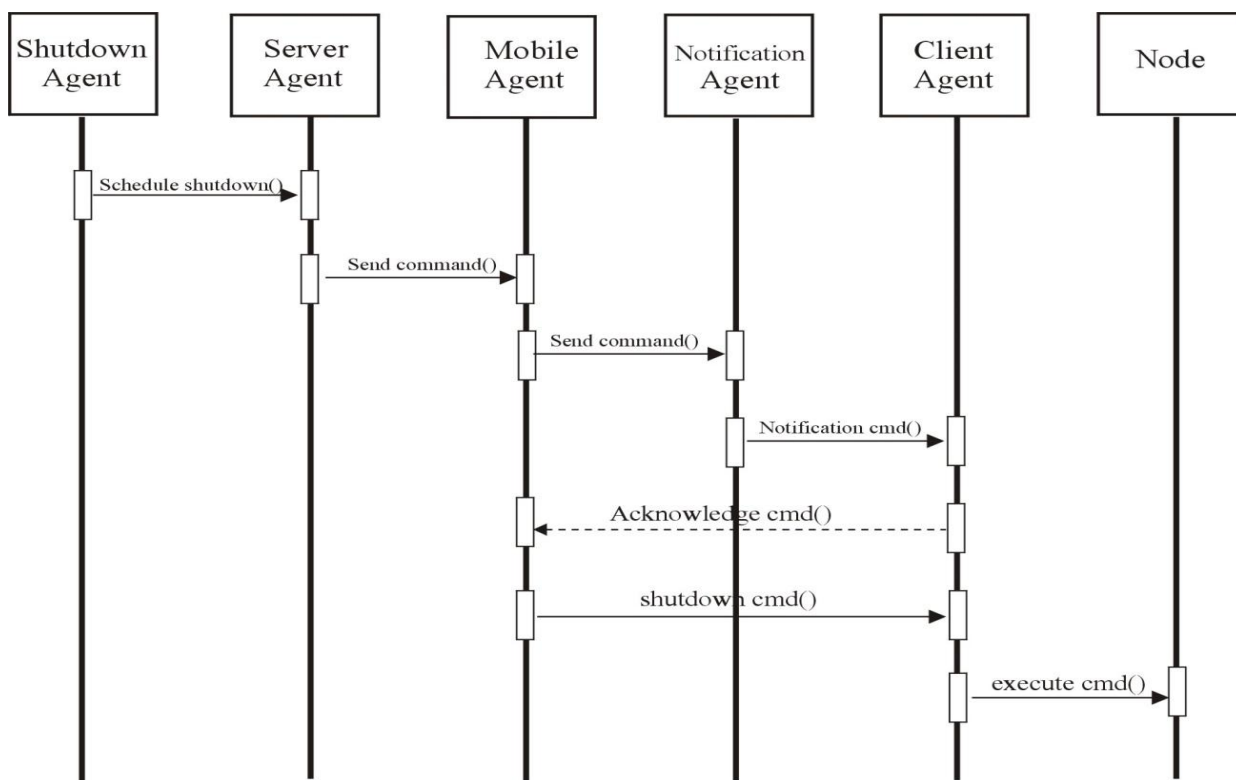 Shutdown
Agent
Server
Agent
Mobile
Agent
Notification
Agent
Client
Agent
Node
Schedule shutdown()
Send command()
Send command()
Notification cmd()
Acknowledge cmd()
shutdown cmd()
execute cmd()